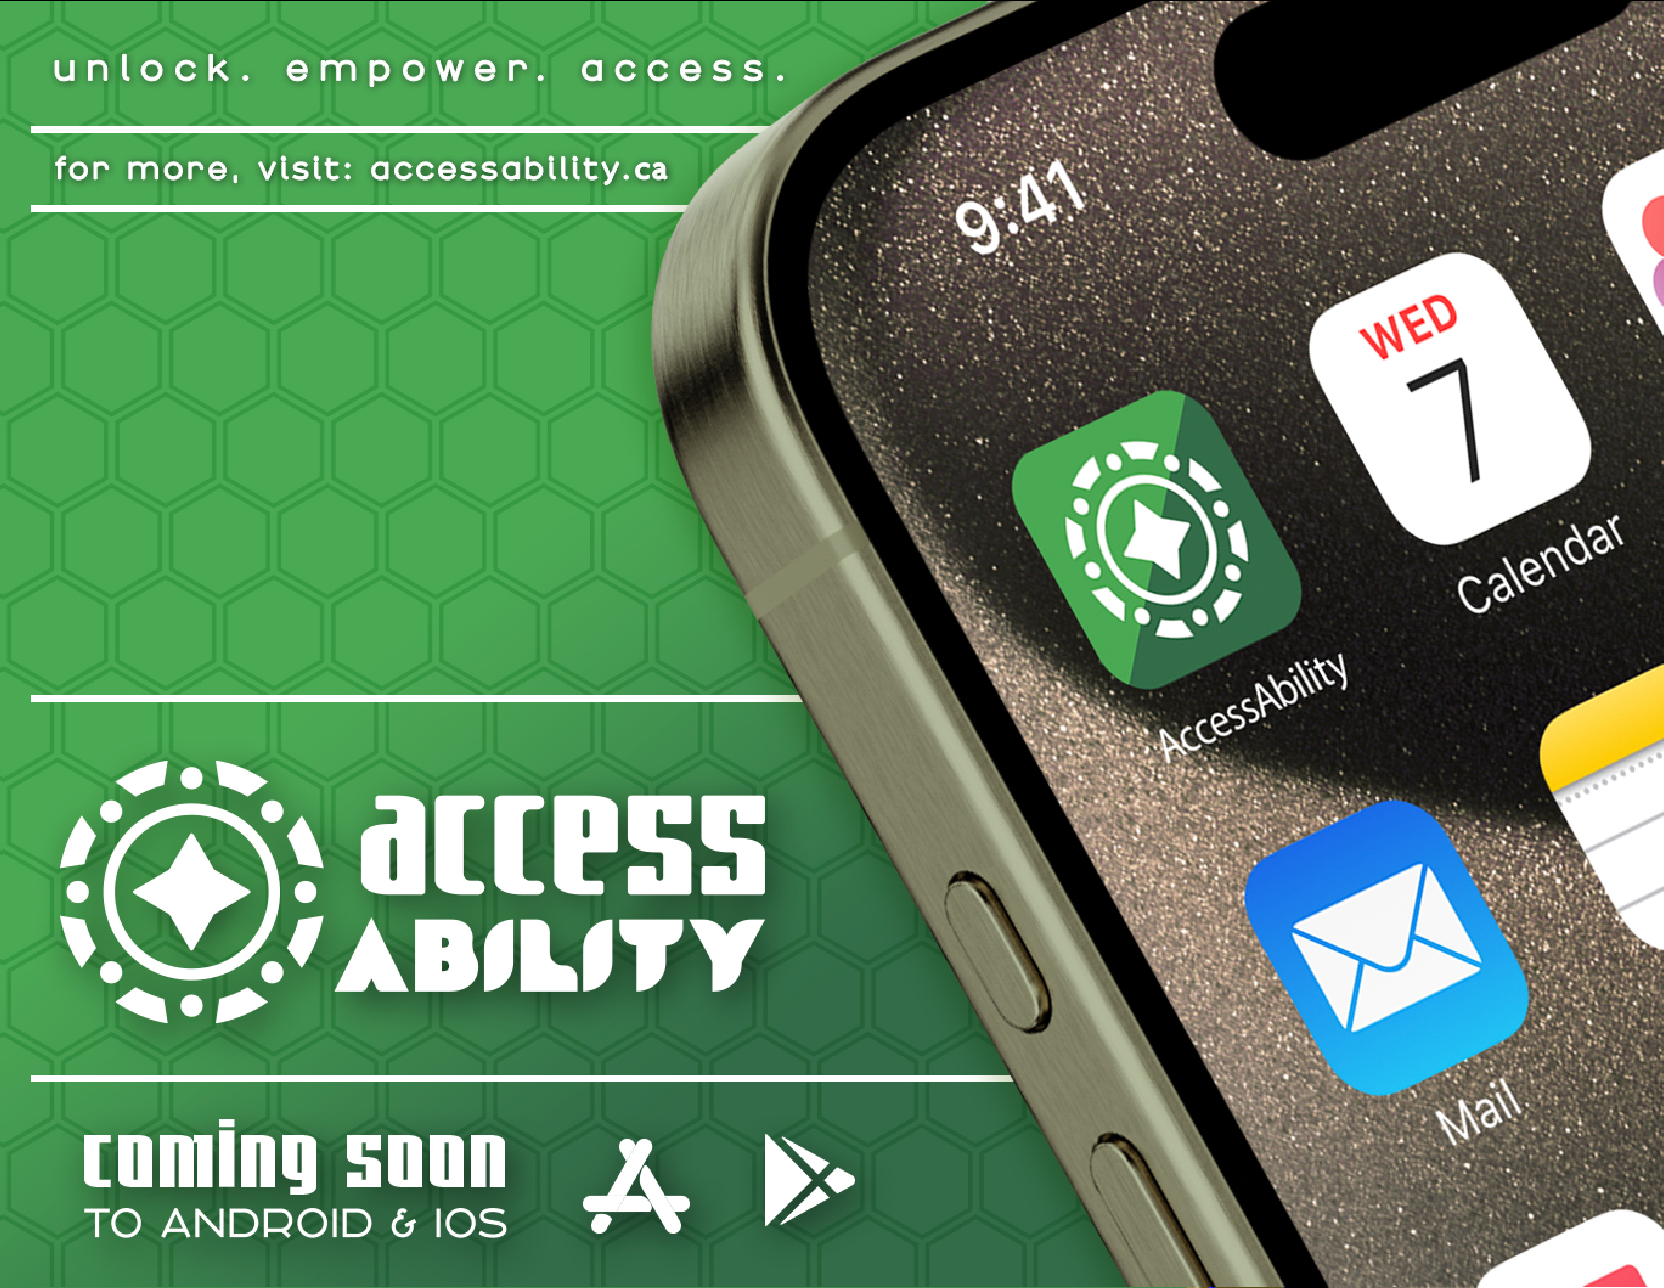 unlock. empower. access.
for more, visit: accessability.ca
9:41
WED
7
Calendar
AccessAbility
Mail
access
ABILITY
coming soon
TO ANDROID & IOS